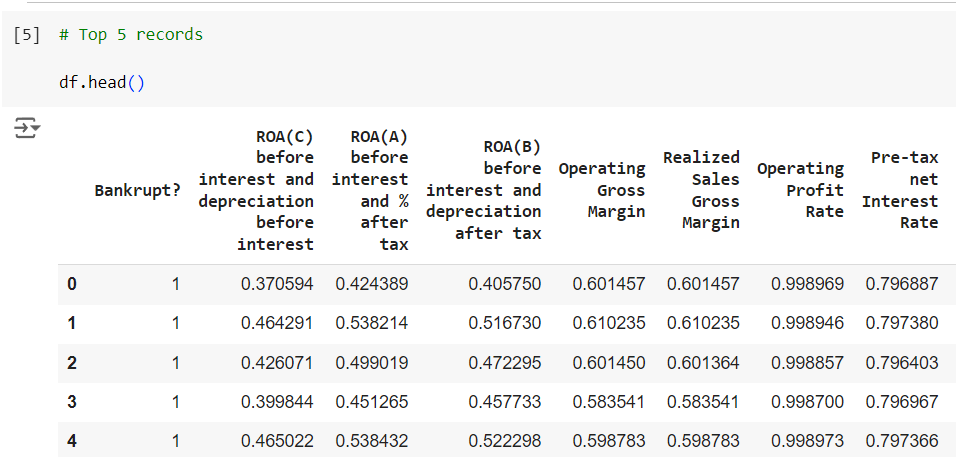 [5] # Top 5 records
df.head()
Bankrupt? ROA(C) before interest and depreciation before interest ROA(A) before interest and % after tax ROA(B) before interest and depreciation after tax Operating Gross Margin Realized Sales Gross Margin Operating Profit Rate Pre-tax net Interest Rate
0 1 0.370594 0.424389 0.405750 0.601457 0.601457 0.998969 0.796887
1 1 0.464291 0.538214 0.516730 0.610235 0.610235 0.998946 0.797380
2 1 0.426071 0.499019 0.472295 0.601450 0.601364 0.998857 0.796403
3 1 0.399844 0.451265 0.457733 0.583541 0.583541 0.998700 0.796967
4 1 0.465022 0.538432 0.522298 0.598783 0.598783 0.998973 0.797366